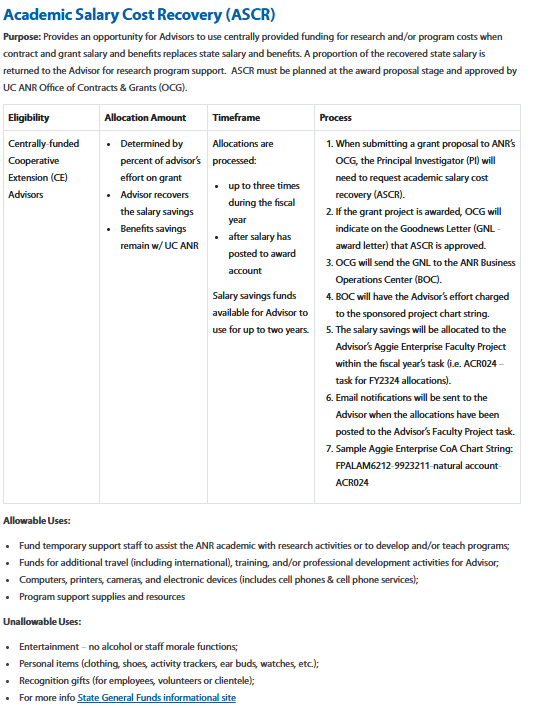 Academic Salary Cost Recovery (ASCR)
Purpose: Provides an opportunity for Advisors to use centrally provided funding for research and/or program costs when
contract and grant salary and benefits replaces state salary and benefits. A proportion of the recovered state salary is
returned to the Advisor for research program support.  ASCR must be planned at the award proposal stage and approved by
UC ANR Office of Contracts & Grants (OCG).
Eligibility
Centrally-funded
Cooperative
Extension (CE)
Advisors
Allocation Amount
• Determined by
percent of advisor's
effort on grant
• Advisor recovers
the salary savings
• Benefits savings
remain w/ UC ANR
Timeframe
Allocations are
processed:
• up to three times
during the fiscal
year
• after salary has
posted to award
account
Salary savings funds
available for Advisor to
use for up to two years.
Process
1. When submitting a grant proposal to ANR's
OCG, the Principal Investigator (PI) will
need to request academic salary cost
recovery (ASCR).
2. If the grant project is awarded, OCG will
indicate on the Goodnews Letter (GNL -
award letter) that ASCR is approved.
3. OCG will send the GNL to the ANR Business
Operations Center (BOC).
4. BOC will have the Advisor's effort charged
to the sponsored project chart string.
5. The salary savings will be allocated to the
Advisor's Aggie Enterprise Faculty Project
within the fiscal year's task (i.e. ACR024 –
task for FY2324 allocations).
6. Email notifications will be sent to the
Advisor when the allocations have been
posted to the Advisor's Faculty Project task.
7. Sample Aggie Enterprise CoA Chart String:
FPALAM6212-9923211-natural account-
ACR024
Allowable Uses:
• Fund temporary support staff to assist the ANR academic with research activities or to develop and/or teach programs;
• Funds for additional travel (including international), training, and/or professional development activities for Advisor;
• Computers, printers, cameras, and electronic devices (includes cell phones & cell phone services);
• Program support supplies and resources
Unallowable Uses:
• Entertainment – no alcohol or staff morale functions;
• Personal items (clothing, shoes, activity trackers, ear buds, watches, etc.);
• Recognition gifts (for employees, volunteers or clientele);
• For more info State General Funds informational site